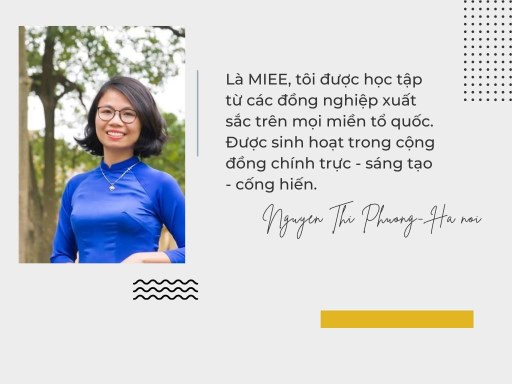 Là MIEE, tôi được học tập
từ các đồng nghiệp xuất
sắc trên mọi miền tổ quốc.
Được sinh hoạt trong cộng
đồng chính trực - sáng tạo
- cống hiến.
Nguyen Thi Phuong-Ha noi